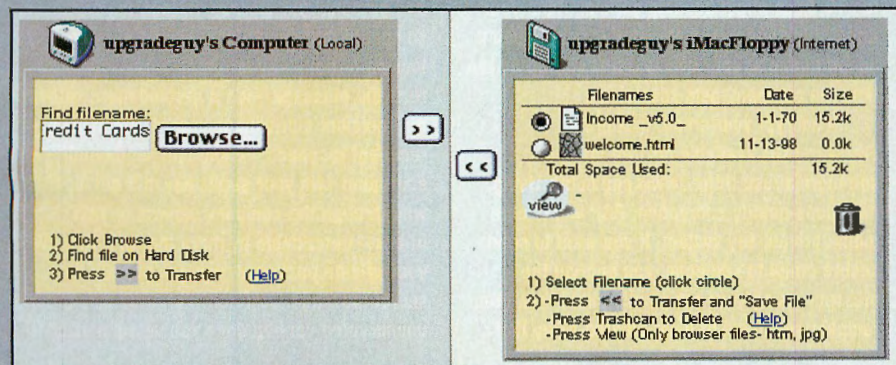 upgradeguy's Computer (Local)
Find filename:
redit Cards
Browse...
1) Click Browse
2) Find file on Hard Disk
3) Press >> to Transfer (Help)
>>
<<
upgradeguy's iMacFloppy (Internet)
Filenames Date Size
Income _v5.0_ 1-1-70 15.2k
welcome.html 11-13-98 0.0k
Total Space Used: 15.2k
view
1) Select Filename (click circle)
2) -Press << to Transfer and "Save File"
-Press Trashcan to Delete (Help)
-Press View (Only browser files- htm, jpg)